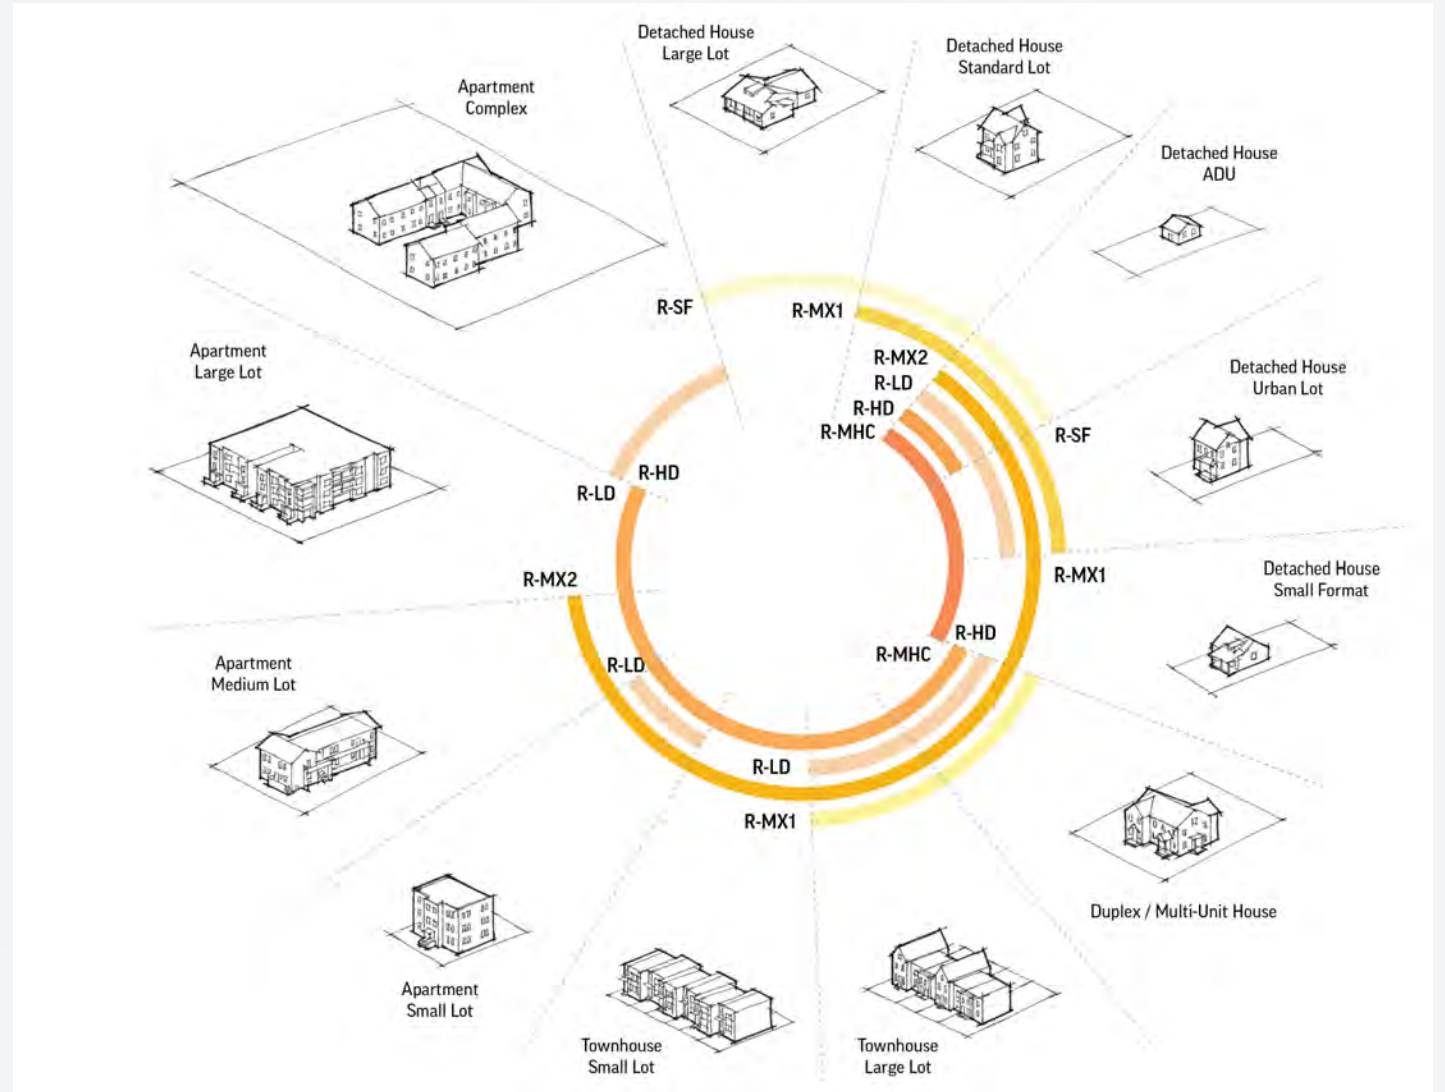 Detached House
Large Lot
Detached House
Standard Lot
Apartment
Complex
Detached House
ADU
R-SF
R-MX1
Apartment
Large Lot
R-MX2
Detached House
Urban Lot
R-LD
R-HD
R-MHC
R-SF
R-HD
R-LD
R-MX2
R-MX1
Detached House
Small Format
R-HD
R-MHC
Apartment
Medium Lot
R-LD
R-LD
R-MX1
Duplex / Multi-Unit House
Apartment
Small Lot
Townhouse
Small Lot
Townhouse
Large Lot